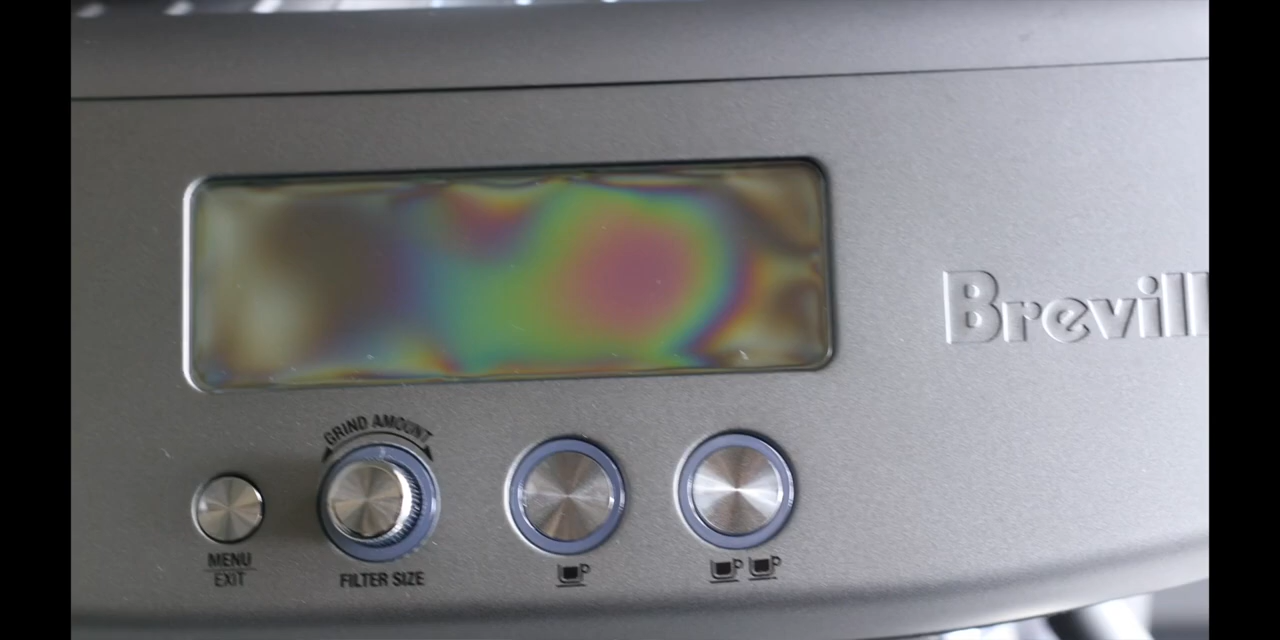 Brevill
GRIND AMOUNT
MENU
EXIT
FILTER SIZE